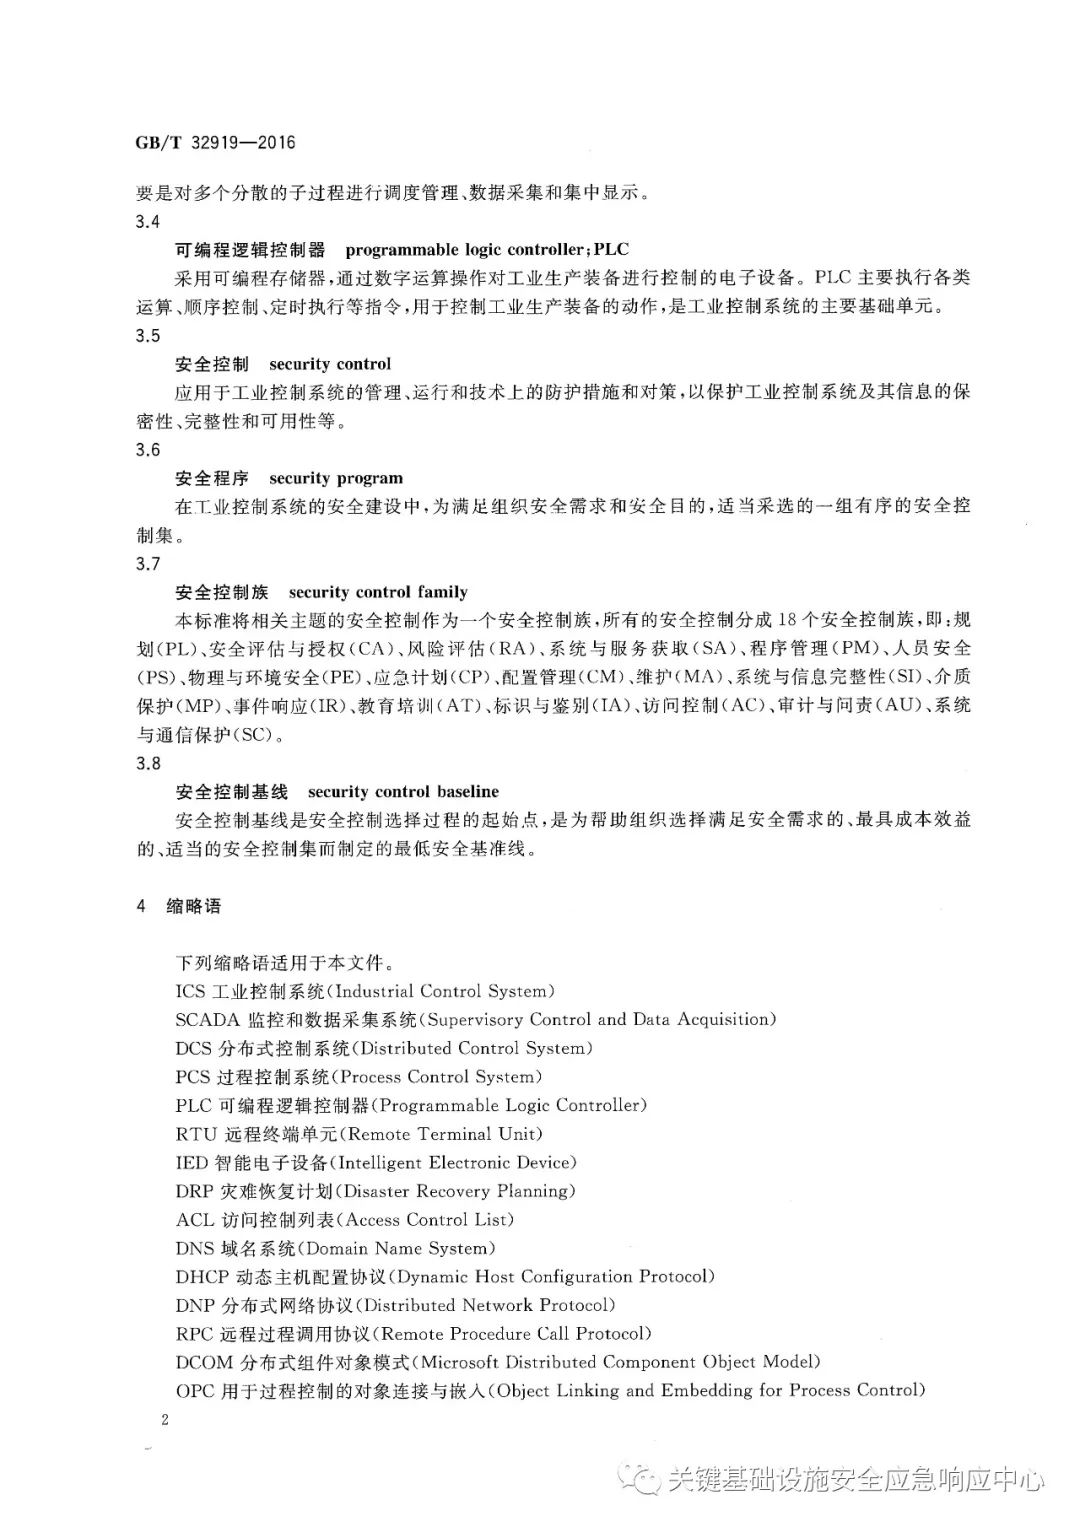 GB/T 32919—2016
要是对多个分散的子过程进行调度管理、数据采集和集中显示。
3.4
可编程逻辑控制器 programmable logic controller;PLC
采用可编程存储器,通过数字运算操作对工业生产装备进行控制的电子设备。PLC 主要执行各类
运算、顺序控制、定时执行等指令,用于控制工业生产装备的动作,是工业控制系统的主要基础单元。
3.5
安全控制 security control
应用于工业控制系统的管理、运行和技术上的防护措施和对策,以保护工业控制系统及其信息的保
密性、完整性和可用性等。
3.6
安全程序 security program
在工业控制系统的安全建设中,为满足组织安全需求和安全目的,适当采选的一组有序的安全控
制集。
3.7
安全控制族 security control family
本标准将相关主题的安全控制作为一个安全控制族,所有的安全控制分成 18 个安全控制族,即:规
划(PL)、安全评估与授权(CA)、风险评估(RA)、系统与服务获取(SA)、程序管理(PM)、人员安全
(PS)、物理与环境安全(PE)、应急计划(CP)、配置管理(CM)、维护(MA)、系统与信息完整性(SI)、介质
保护(MP)、事件响应(IR)、教育培训(AT)、标识与鉴别(IA)、访问控制(AC)、审计与问责(AU)、系统
与通信保护(SC)。
3.8
安全控制基线 security control baseline
安全控制基线是安全控制选择过程的起始点,是为帮助组织选择满足安全需求的、最具成本效益
的、适当的安全控制集而制定的最低安全基准线。
4 缩略语
下列缩略语适用于本文件。
ICS 工业控制系统(Industrial Control System)
SCADA 监控和数据采集系统(Supervisory Control and Data Acquisition)
DCS 分布式控制系统(Distributed Control System)
PCS 过程控制系统(Process Control System)
PLC 可编程逻辑控制器(Programmable Logic Controller)
RTU 远程终端单元(Remote Terminal Unit)
IED 智能电子设备(Intelligent Electronic Device)
DRP 灾难恢复计划(Disaster Recovery Planning)
ACL 访问控制列表(Access Control List)
DNS 域名系统(Domain Name System)
DHCP 动态主机配置协议(Dynamic Host Configuration Protocol)
DNP 分布式网络协议(Distributed Network Protocol)
RPC 远程过程调用协议(Remote Procedure Call Protocol)
DCOM 分布式组件对象模式(Microsoft Distributed Component Object Model)
OPC 用于过程控制的对象连接与嵌入(Object Linking and Embedding for Process Control)
2
关键基础设施安全应急响应中心